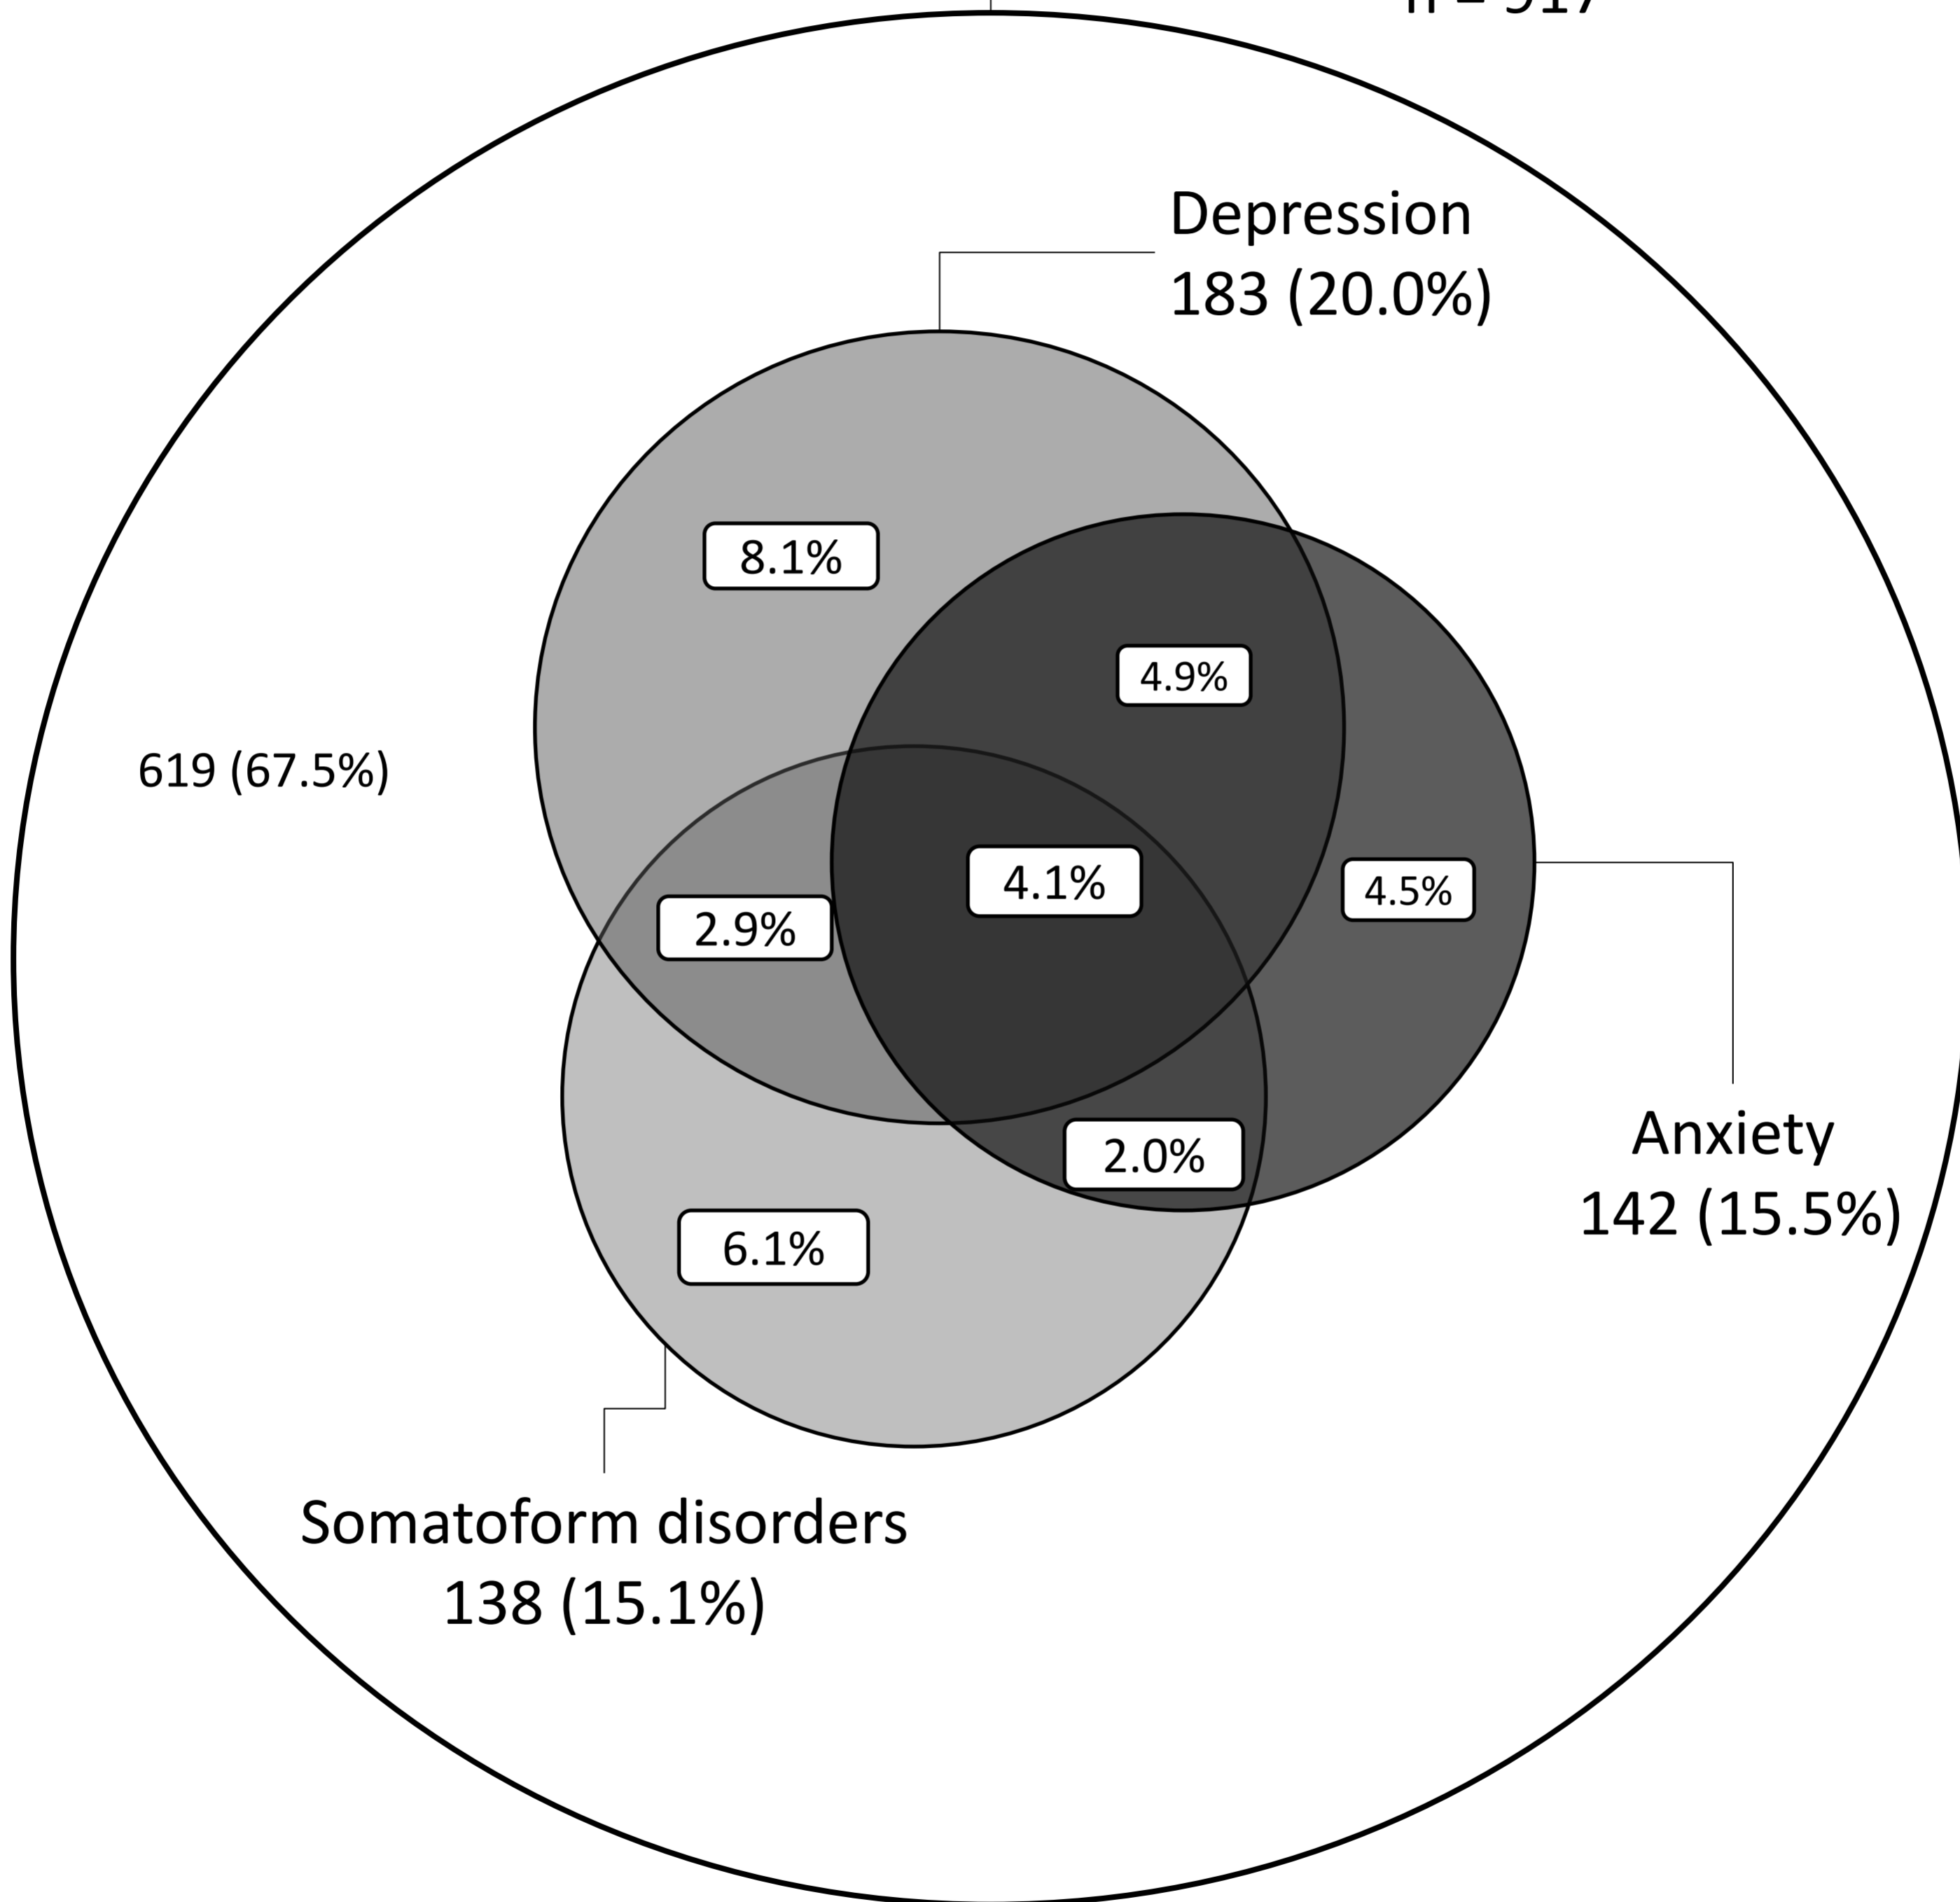 n = 917
Depression
183 (20.0%)
8.1%
4.9%
619 (67.5%)
4.1%
4.5%
2.9%
Anxiety
142 (15.5%)
2.0%
6.1%
Somatoform disorders
138 (15.1%)